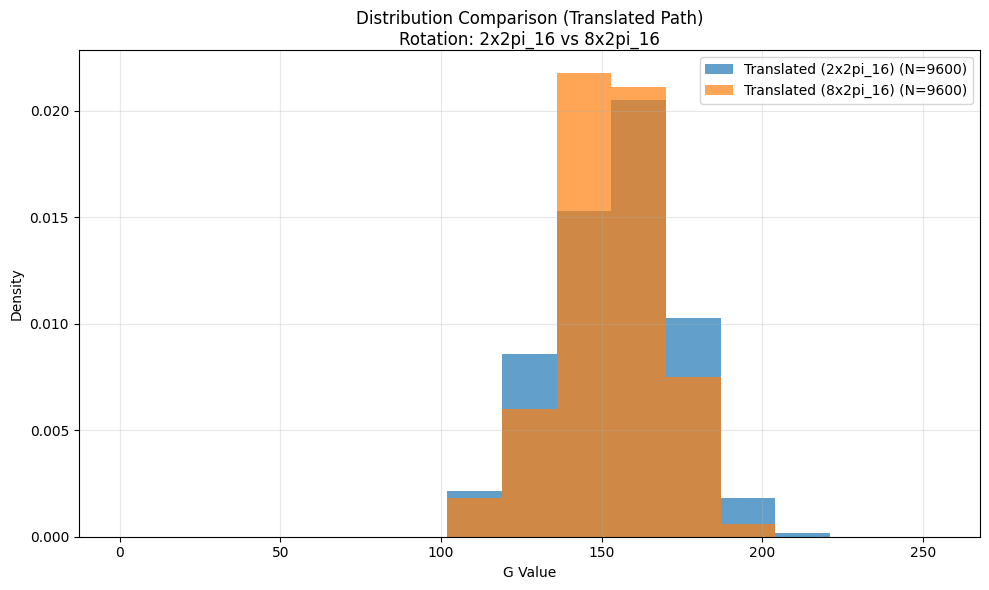 Distribution Comparison (Translated Path)
Rotation: 2x2pi_16 vs 8x2pi_16
Translated (2x2pi_16) (N=9600)
Translated (8x2pi_16) (N=9600)
0.020
0.015
0.010
0.005
0.000
Density
0 50 100 150 200 250
G Value